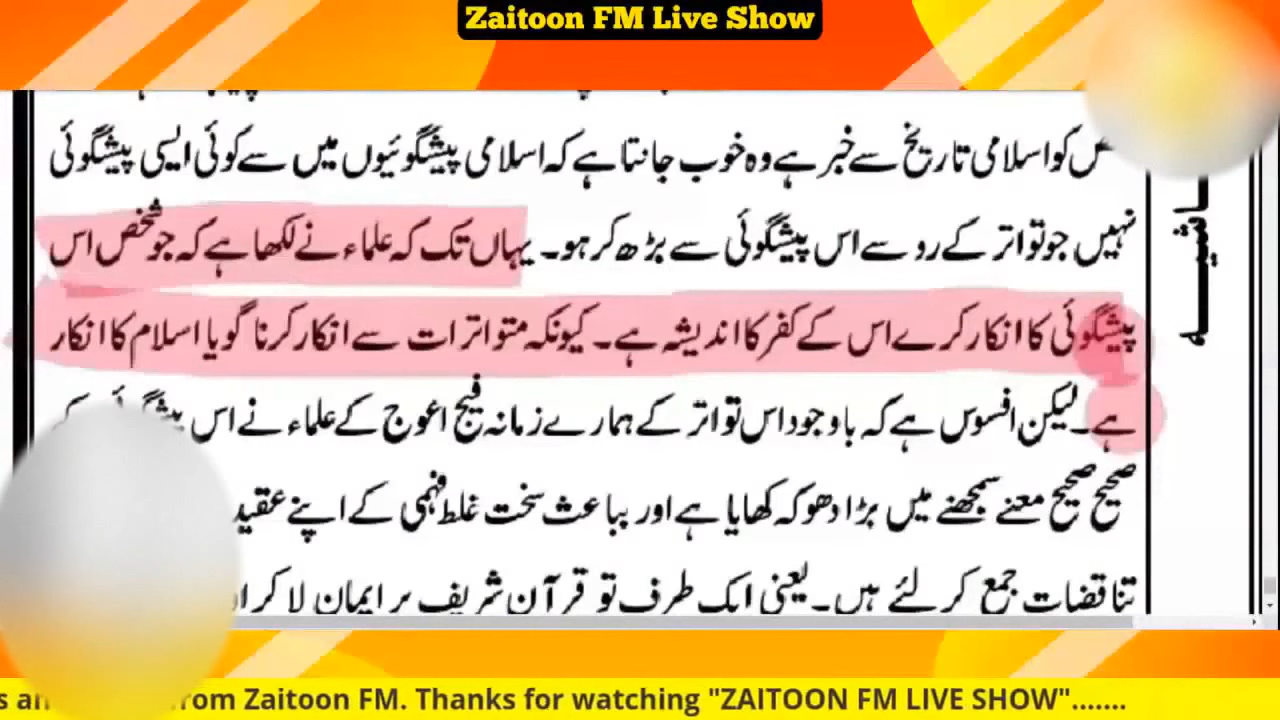 Zaitoon FM Live Show
کو اسلامی تاریخ سے خبر ہے وہ خوب جانتا ہے کہ اسلامی پیشگوئیوں میں سے کوئی ایسی پیشگوئی
نہیں جو تواتر کے رو سے اس پیشگوئی سے بڑھ کر ہو۔ یہاں تک کہ علماء نے لکھا ہے کہ جو شخص اس
پیشگوئی کا انکار کرے اس کے کفر کا اندیشہ ہے۔ کیونکہ متواترات سے انکار کرنا گویا اسلام کا انکار
ہے۔ لیکن افسوس ہے کہ باوجود اس تواتر کے ہمارے زمانہ فیج اعوج کے علماء نے اس
صحیح صحیح معنے سمجھنے میں بڑا دھوکہ کھایا ہے اور بباعث سخت غلط فہمی کے اپنے
تناقضات جمع کر لئے ہیں۔ یعنی ایک طرف تو قرآن شریف پر ایمان لا کر
حاشیہ
from Zaitoon FM. Thanks for watching "ZAITOON FM LIVE SHOW".......